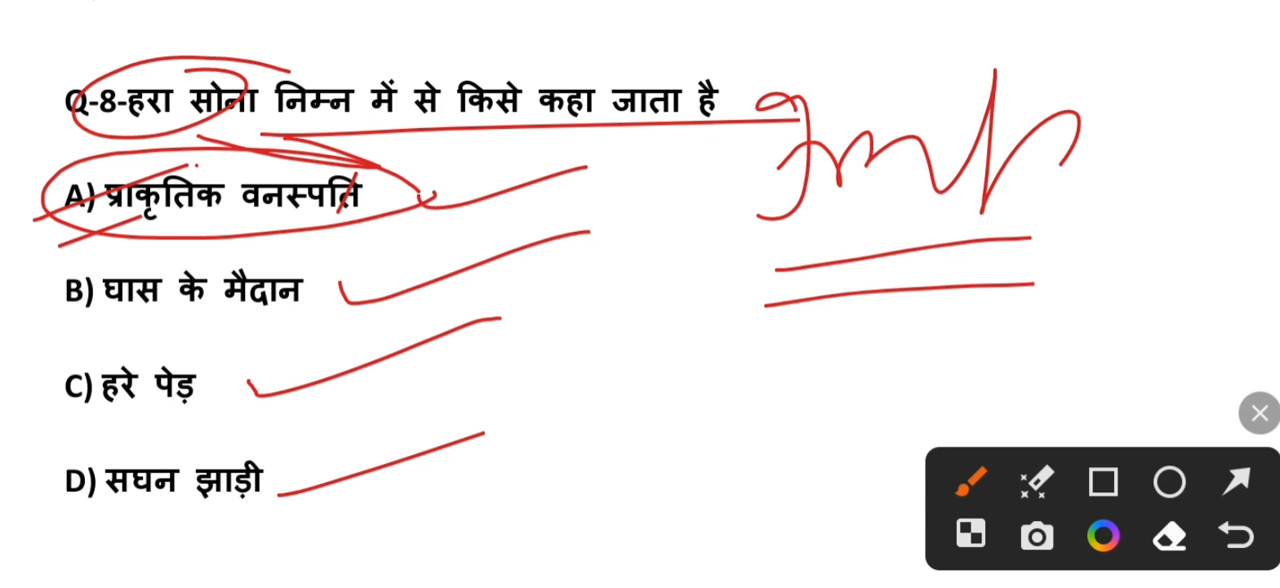 Q-8-हरा सोना निम्न में से किसे कहा जाता है
A) प्राकृतिक वनस्पति
B) घास के मैदान
C) हरे पेड़
D) सघन झाड़ी